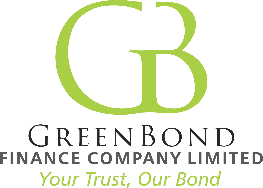 GB
GREENBOND
FINANCE COMPANY LIMITED
Your Trust, Our Bond